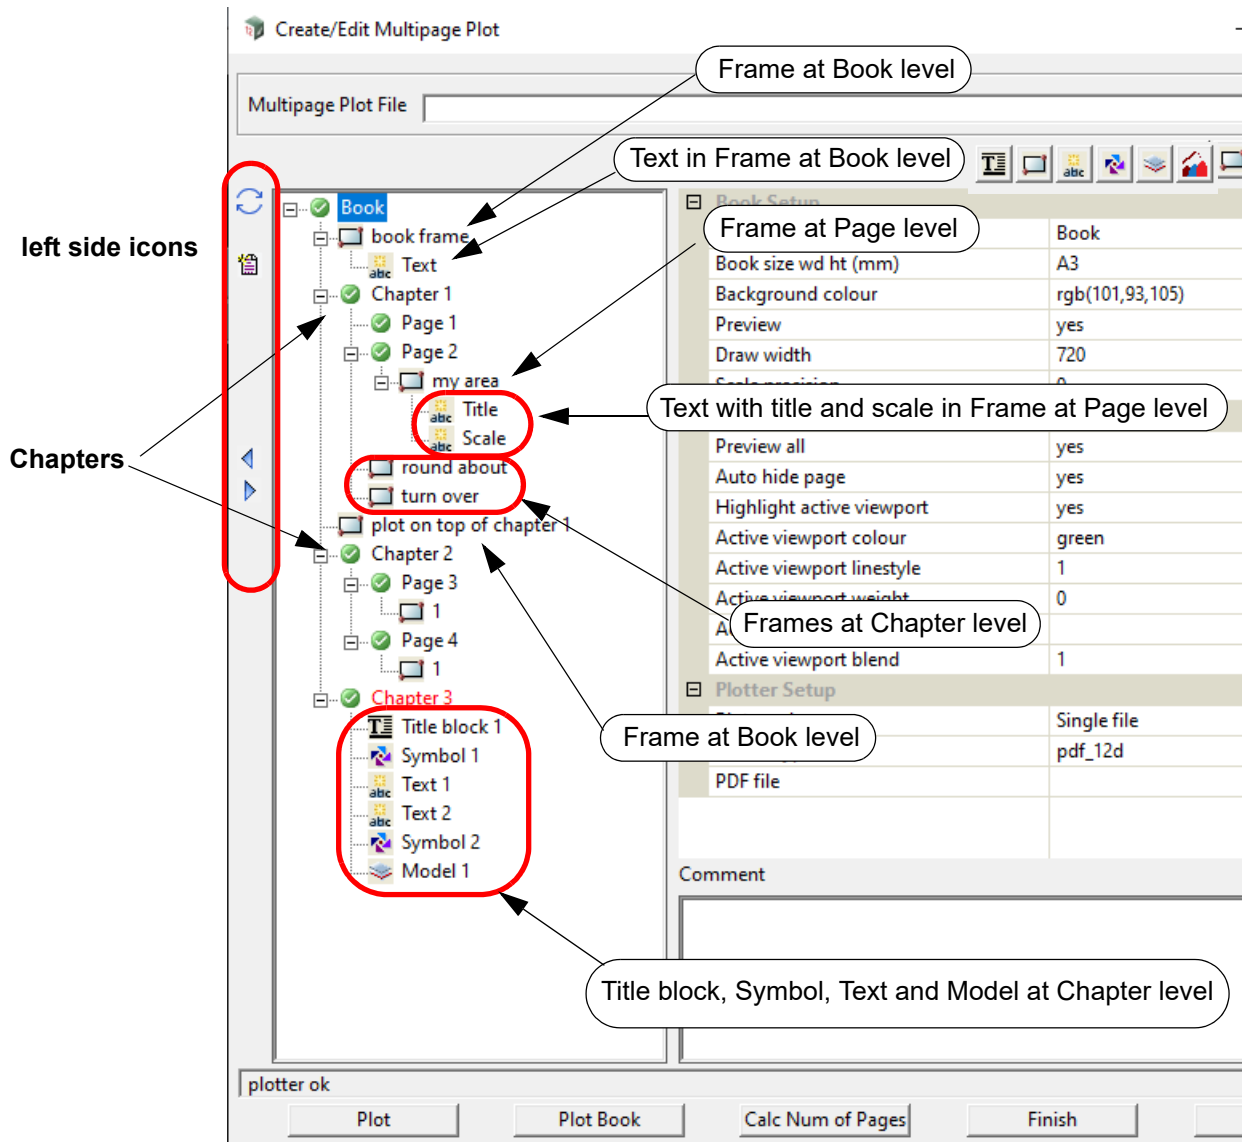 Create/Edit Multipage Plot
Frame at Book level
Multipage Plot File
Text in Frame at Book level
left side icons
Book
book frame
Text
Chapter 1
Page 1
Page 2
my area
Title
Scale
round about
turn over
plot on top of chapter 1
Chapter 2
Page 3
1
Page 4
1
Chapter 3
Title block 1
Symbol 1
Text 1
Text 2
Symbol 2
Model 1
Chapters
Book Setup
Frame at Page level
Book
Book size wd ht (mm) A3
Background colour rgb(101,93,105)
Preview yes
Draw width 720
Text with title and scale in Frame at Page level
Preview all yes
Auto hide page yes
Highlight active viewport yes
Active viewport colour green
Active viewport linestyle 1
Active viewport weight 0
Frames at Chapter level
Active viewport blend 1
Plotter Setup
Single file
Frame at Book level
pdf_12d
PDF file
Comment
Title block, Symbol, Text and Model at Chapter level
plotter ok
Plot Plot Book Calc Num of Pages Finish